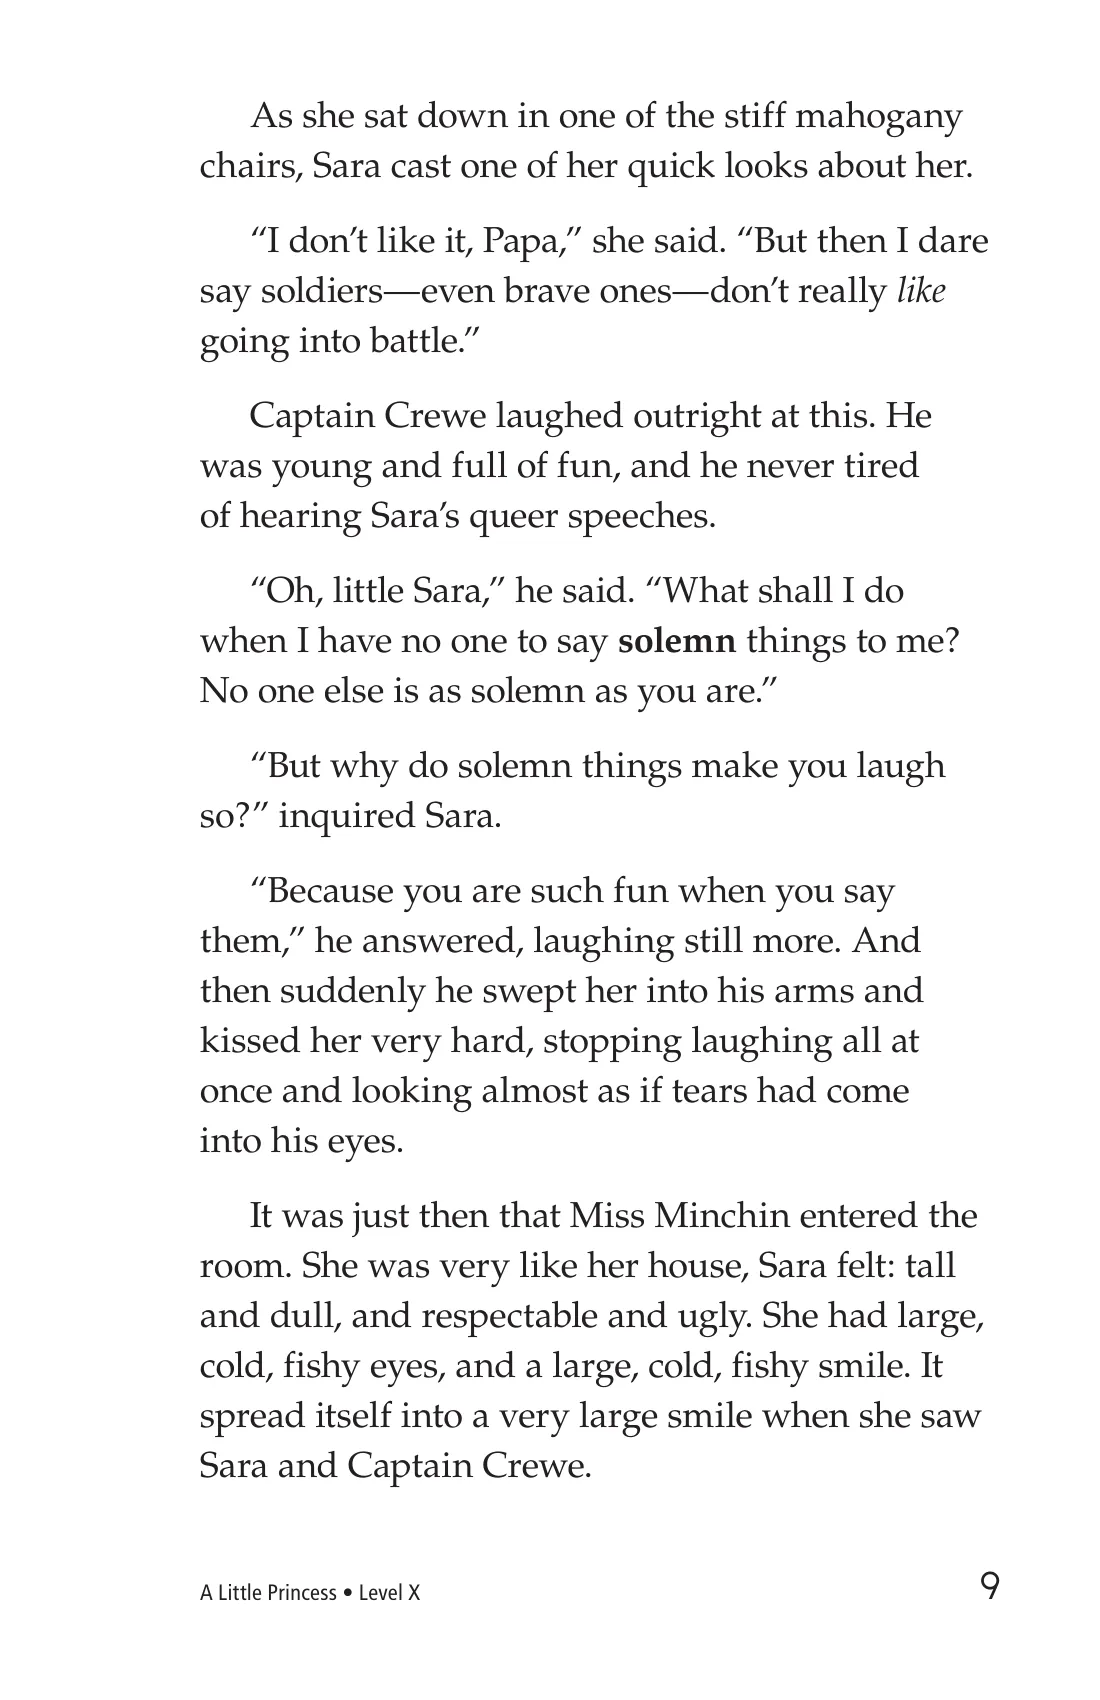 As she sat down in one of the stiff mahogany
chairs, Sara cast one of her quick looks about her.
“I don’t like it, Papa,” she said. “But then I dare
say soldiers—even brave ones—don’t really like
going into battle.”
Captain Crewe laughed outright at this. He
was young and full of fun, and he never tired
of hearing Sara’s queer speeches.
“Oh, little Sara,” he said. “What shall I do
when I have no one to say solemn things to me?
No one else is as solemn as you are.”
“But why do solemn things make you laugh
so?” inquired Sara.
“Because you are such fun when you say
them,” he answered, laughing still more. And
then suddenly he swept her into his arms and
kissed her very hard, stopping laughing all at
once and looking almost as if tears had come
into his eyes.
It was just then that Miss Minchin entered the
room. She was very like her house, Sara felt: tall
and dull, and respectable and ugly. She had large,
cold, fishy eyes, and a large, cold, fishy smile. It
spread itself into a very large smile when she saw
Sara and Captain Crewe.
A Little Princess • Level X
9